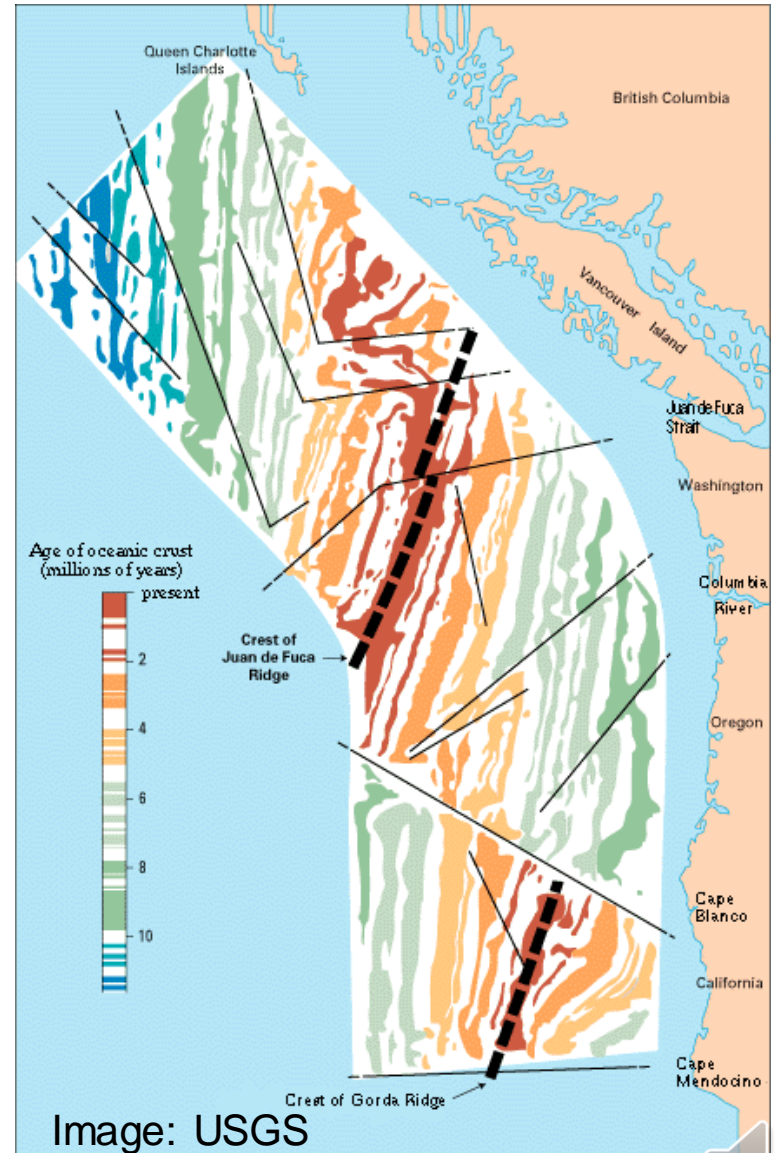 Queen Charlotte
Islands
British Columbia
Vancouver Island
Juan de Fuca
Strait
Washington
Age of oceanic crust
(millions of years)
present
2
4
6
8
10
Columbia
River
Crest of
Juan de Fuca
Ridge
Oregon
Cape
Blanco
California
Cape
Mendocino
Crest of Gorda Ridge
Image: USGS